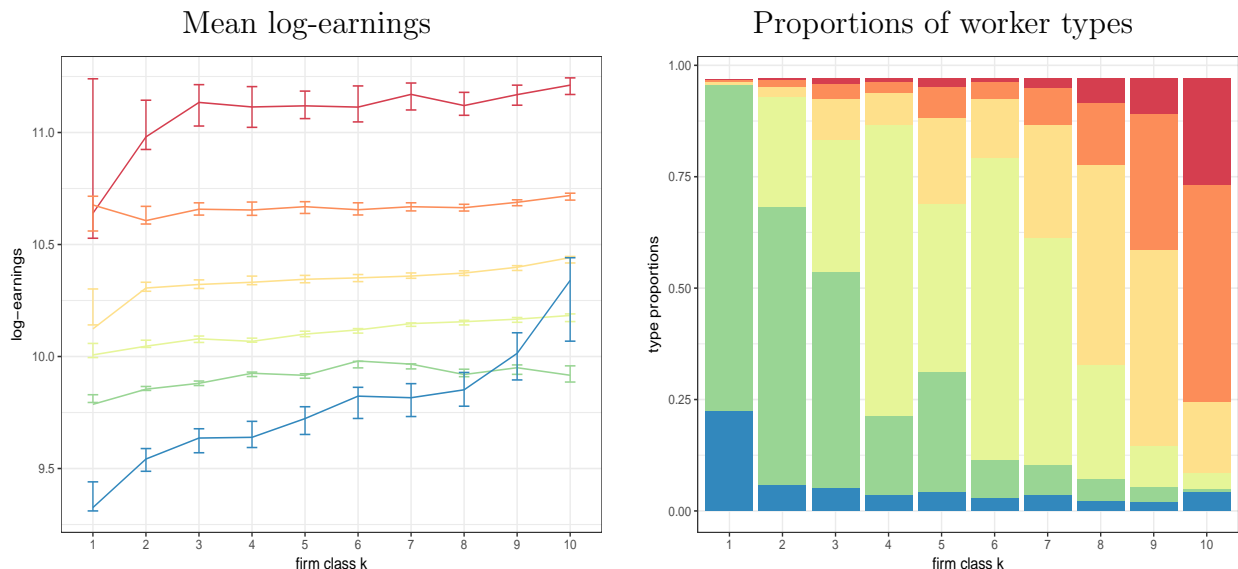 Mean log-earnings
11.0
10.5
10.0
9.5
log−earnings
1 2 3 4 5 6 7 8 9 10
firm class k
Proportions of worker types
1.00
0.75
0.50
0.25
0.00
type proportions
1 2 3 4 5 6 7 8 9 10
firm class k